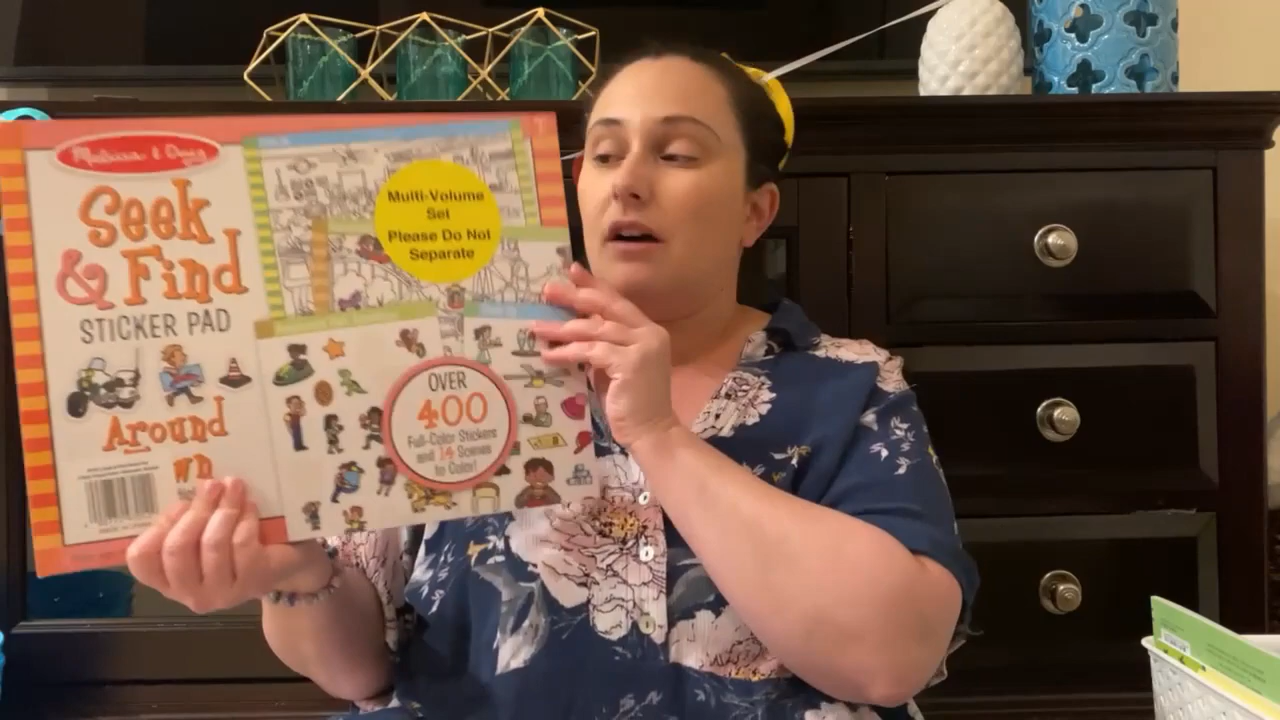 Melissa & Doug
Seek
& Find
STICKER PAD
Around
Multi-Volume
Set
Please Do Not
Separate
OVER
400
Full-Color Stickers
and 14 Scenes
to Color!